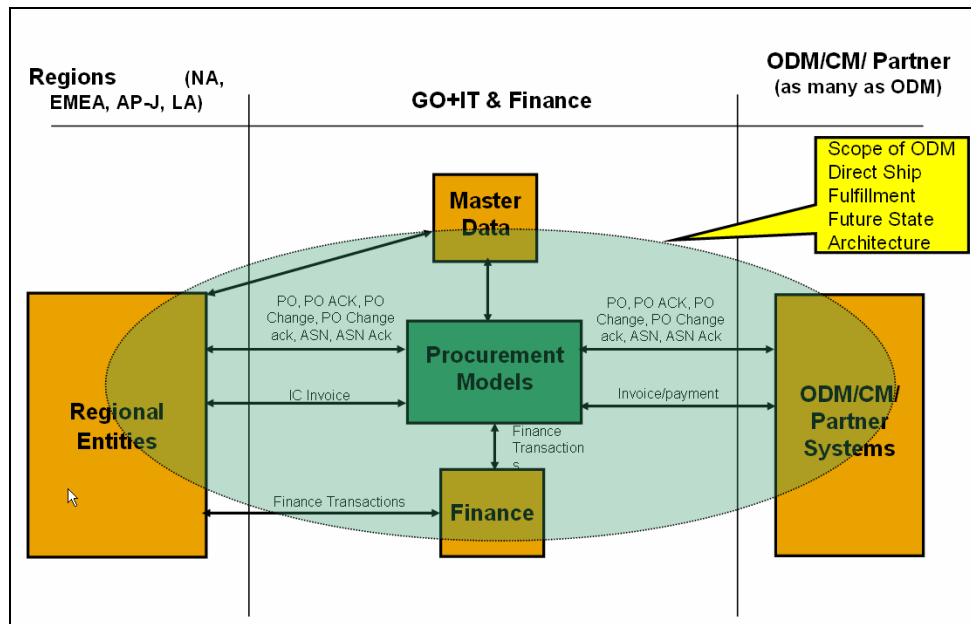 Regions (NA,
EMEA, AP-J, LA)
GO+IT & Finance
ODM/CM/ Partner
(as many as ODM)
Scope of ODM
Direct Ship
Fulfillment
Future State
Architecture
Master
Data
PO, PO ACK, PO
Change, PO Change
ack, ASN, ASN Ack
PO, PO ACK, PO
Change, PO Change
ack, ASN, ASN Ack
Procurement
Models
Regional
Entities
IC Invoice
Invoice/payment
ODM/CM/
Partner
Systems
Finance
Transaction
s
Finance Transactions
Finance